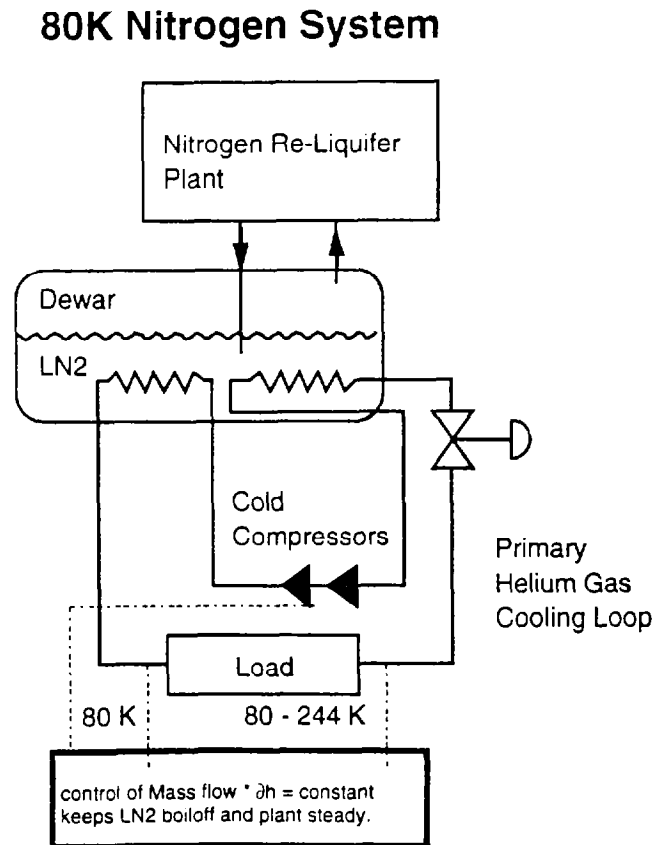 80K Nitrogen System
Nitrogen Re-Liquifer
Plant
Dewar
LN2
Cold
Compressors
Primary
Helium Gas
Cooling Loop
Load
80 K
80 - 244 K
control of Mass flow * ∂h = constant
keeps LN2 boiloff and plant steady.